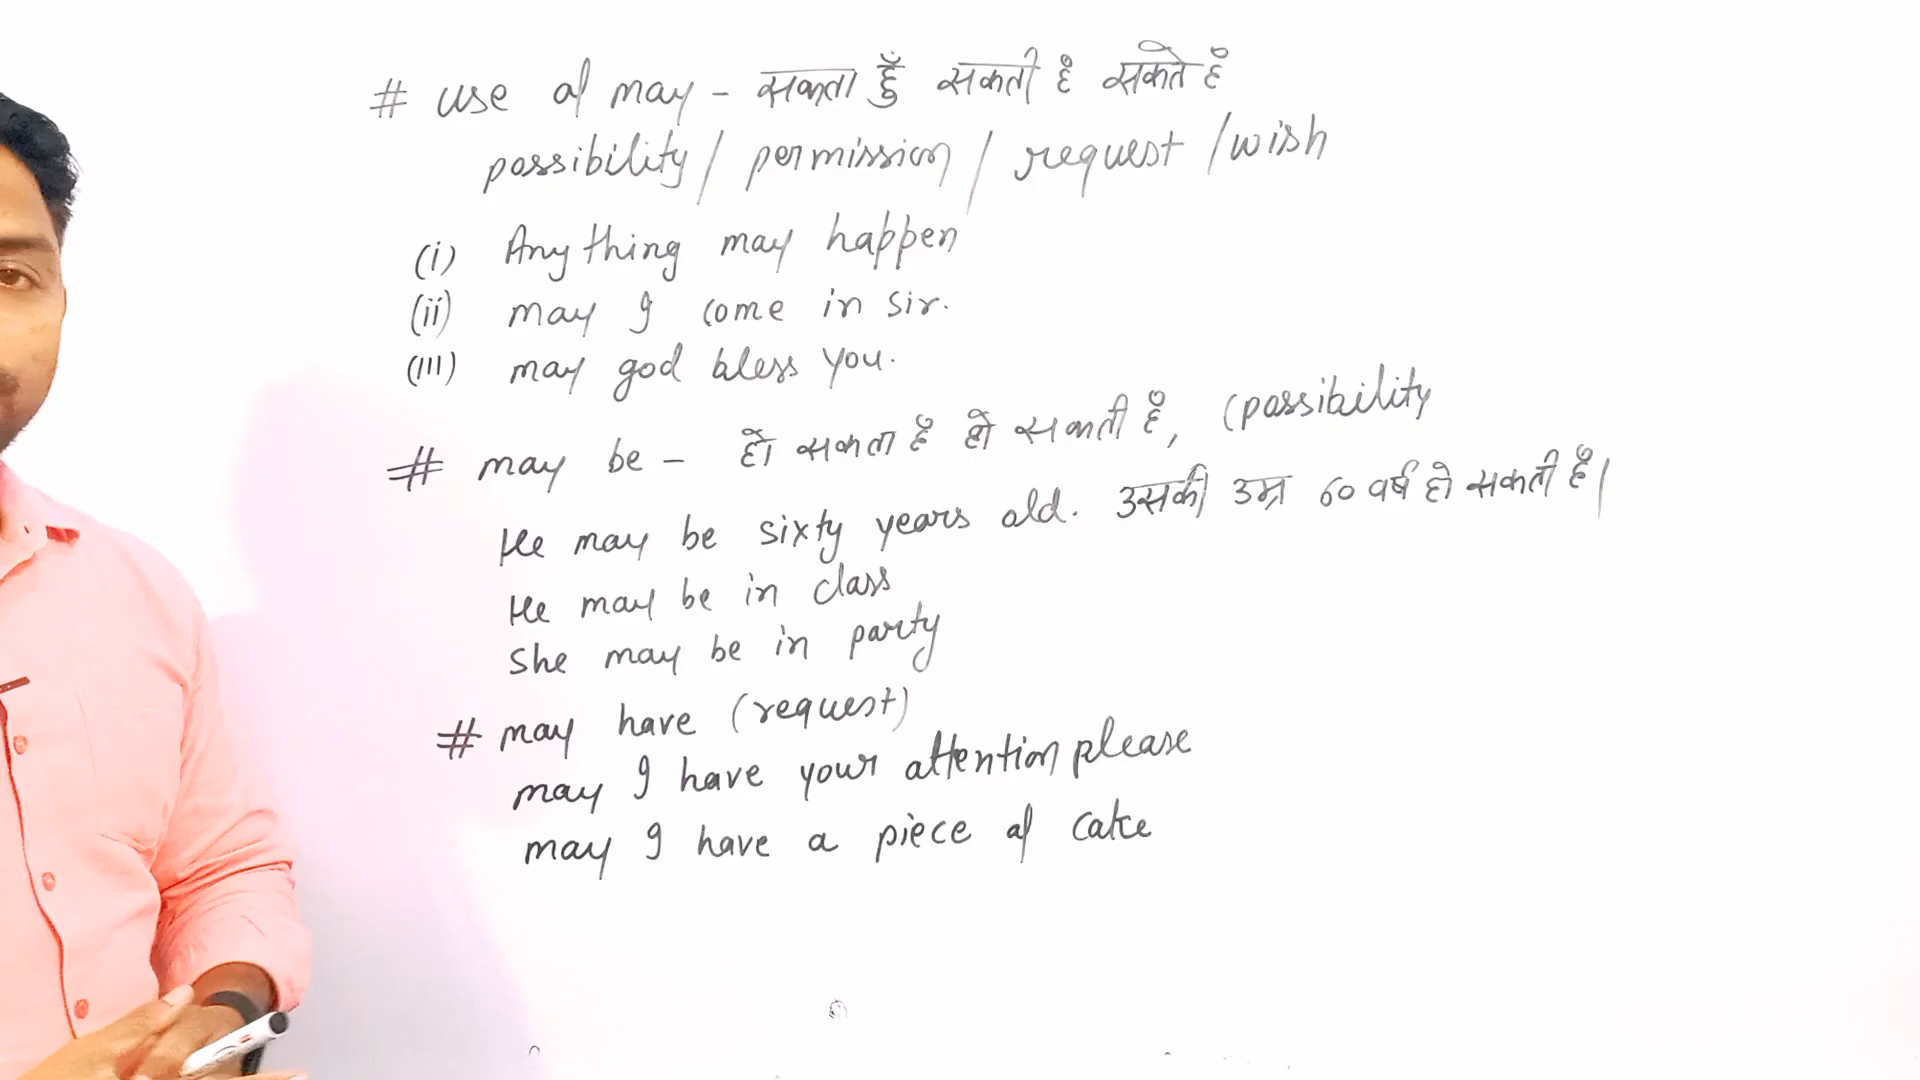 # use of may - सकता हूँ सकती है सकते हैं
possibility / permission / request / wish
(i) Any thing may happen
(ii) may I come in sir.
(III) may god bless you.
# may be - हो सकता है हो सकती है, (possibility
He may be sixty years old. उसकी उम्र 60 वर्ष हो सकती है।
He may be in class
She may be in party
# may have (request)
may I have your attention please
may I have a piece of cake